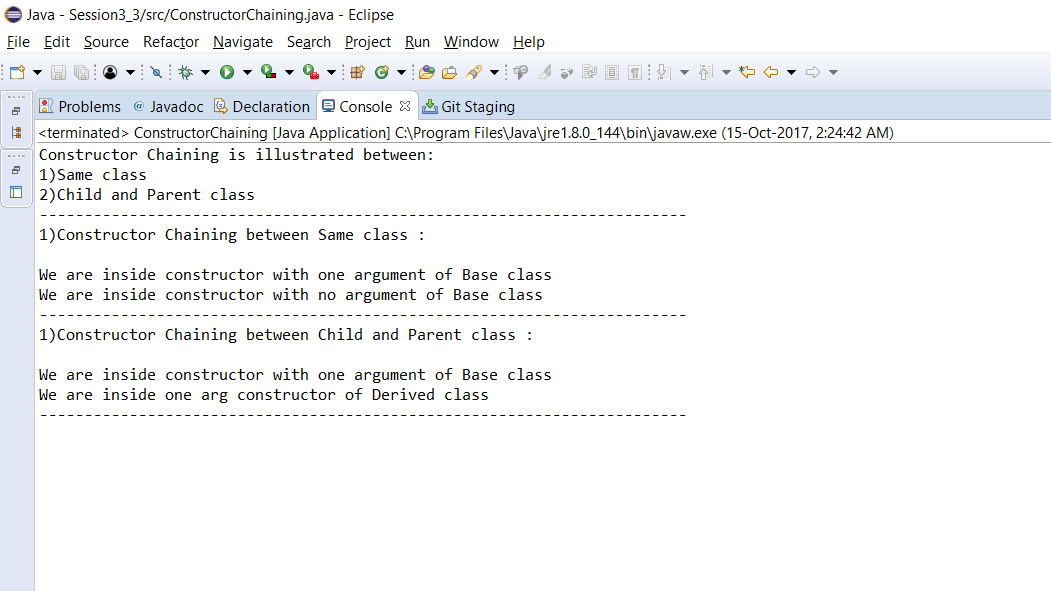 Java - Session3_3/src/ConstructorChaining.java - Eclipse
File Edit Source Refactor Navigate Search Project Run Window Help
Problems @ Javadoc Declaration Console Git Staging
<terminated> ConstructorChaining [Java Application] C:\Program Files\Java\jre1.8.0_144\bin\javaw.exe (15-Oct-2017, 2:24:42 AM)
Constructor Chaining is illustrated between:
1)Same class
2)Child and Parent class
------------------------------------------------------------------------
1)Constructor Chaining between Same class :
We are inside constructor with one argument of Base class
We are inside constructor with no argument of Base class
------------------------------------------------------------------------
1)Constructor Chaining between Child and Parent class :
We are inside constructor with one argument of Base class
We are inside one arg constructor of Derived class
------------------------------------------------------------------------